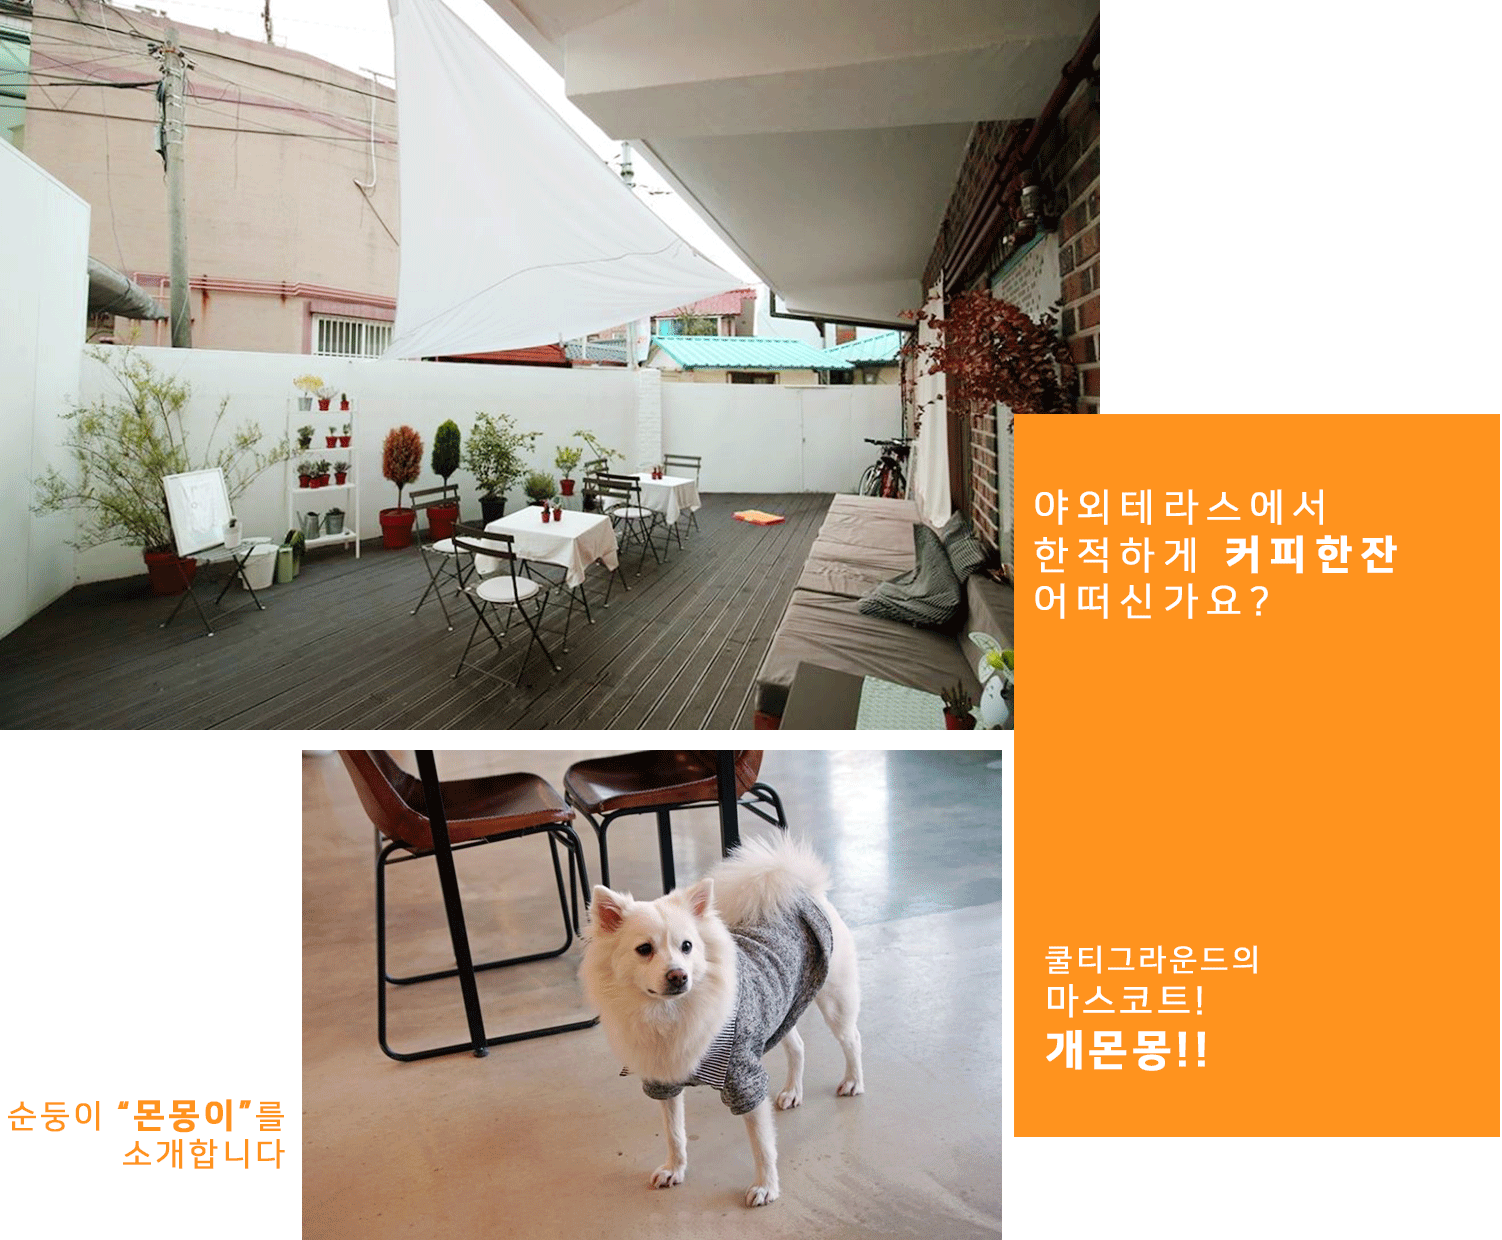 야외테라스에서
한적하게 커피한잔
어떠신가요?
쿨티그라운드의
마스코트!
개몬몽!!
순둥이 “몬몽이”를
소개합니다